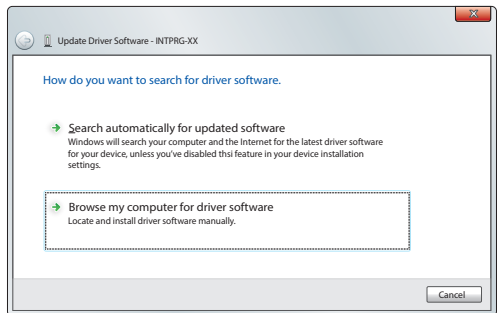 X
Update Driver Software - INTPRG-XX
How do you want to search for driver software.
Search automatically for updated software
Windows will search your computer and the Internet for the latest driver software
for your device, unless you've disabled thsi feature in your device installation
settings.
Browse my computer for driver software
Locate and install driver software manually.
Cancel